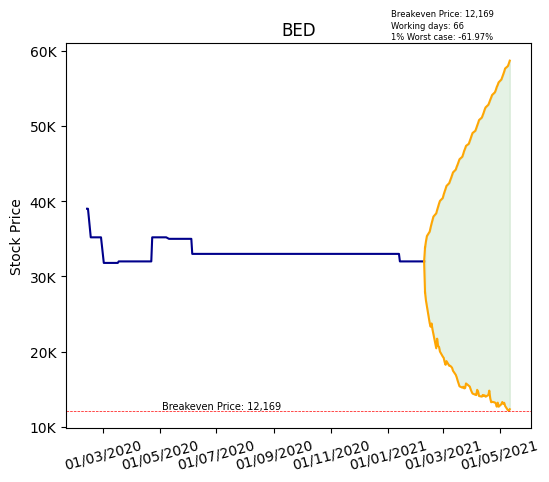 Breakeven Price: 12,169
Working days: 66
1% Worst case: -61.97%
BED
60K
50K
40K
30K
20K
10K
Stock Price
Breakeven Price: 12,169
01/03/2020 01/05/2020 01/07/2020 01/09/2020 01/11/2020 01/01/2021 01/03/2021 01/05/2021